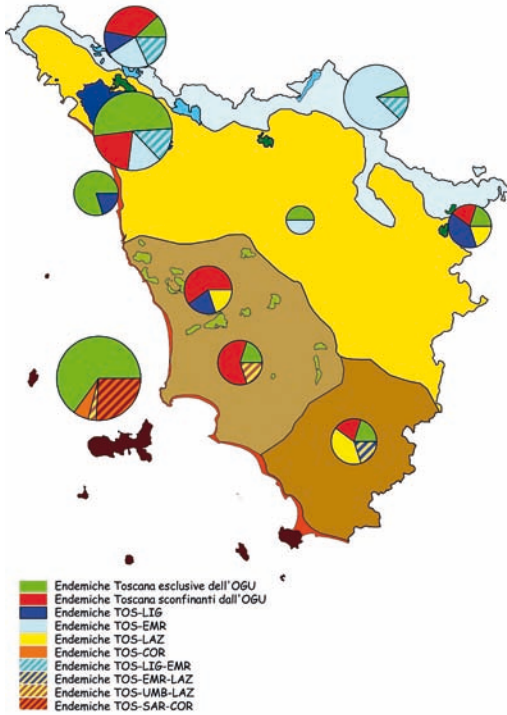 Endemiche Toscana esclusive dell'OGU
Endemiche Toscana sconfinanti dall'OGU
Endemiche TOS-LIG
Endemiche TOS-EMR
Endemiche TOS-LAZ
Endemiche TOS-COR
Endemiche TOS-LIG-EMR
Endemiche TOS-EMR-LAZ
Endemiche TOS-UMB-LAZ
Endemiche TOS-SAR-COR